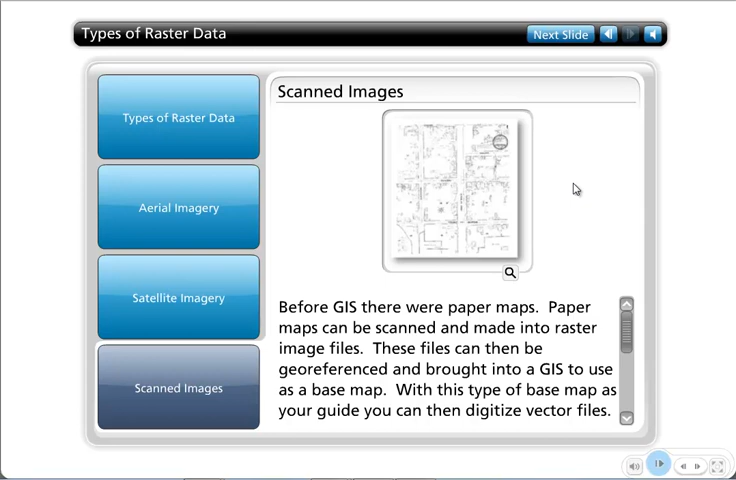 Types of Raster Data
Next Slide
Types of Raster Data
Aerial Imagery
Satellite Imagery
Scanned Images
Scanned Images
Before GIS there were paper maps. Paper
maps can be scanned and made into raster
image files. These files can then be
georeferenced and brought into a GIS to use
as a base map. With this type of base map as
your guide you can then digitize vector files.